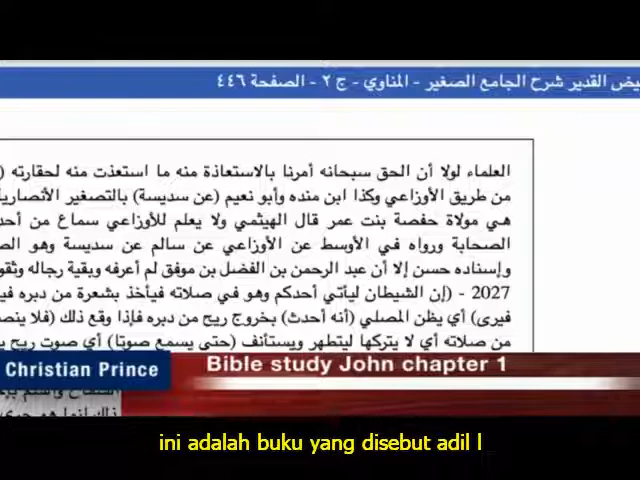 فيض القدير شرح الجامع الصغير - المناوي - ج ٢ - الصفحة ٤٤٦
العلماء لولا أن الحق سبحانه أمرنا بالاستعاذة منه ما استعذت منه لحقارته (
من طريق الأوزاعي وكذا ابن منده وأبو نعيم (عن سديسة) بالتصغير الأنصارية
هي مولاة حفصة بنت عمر قال الهيثمي ولا يعلم للأوزاعي سماع من أحد
الصحابة ورواه في الأوسط عن الأوزاعي عن سالم عن سديسة وهو الص
وإسناده حسن إلا أن عبد الرحمن بن الفضل بن موفق لم أعرفه وبقية رجاله وثقو
2027 - (إن الشيطان ليأتي أحدكم وهو في صلاته فيأخذ بشعرة من دبره في
فيرى) أي يظن المصلي (أنه أحدث) بخروج ريح من دبره فإذا وقع ذلك (فلا ينص
من صلاته أي لا يتركها ليتطهر ويستأنف (حتى يسمع صوتا) أي صوت ريح ي
Christian Prince
Bible study John chapter 1
ini adalah buku yang disebut adil l